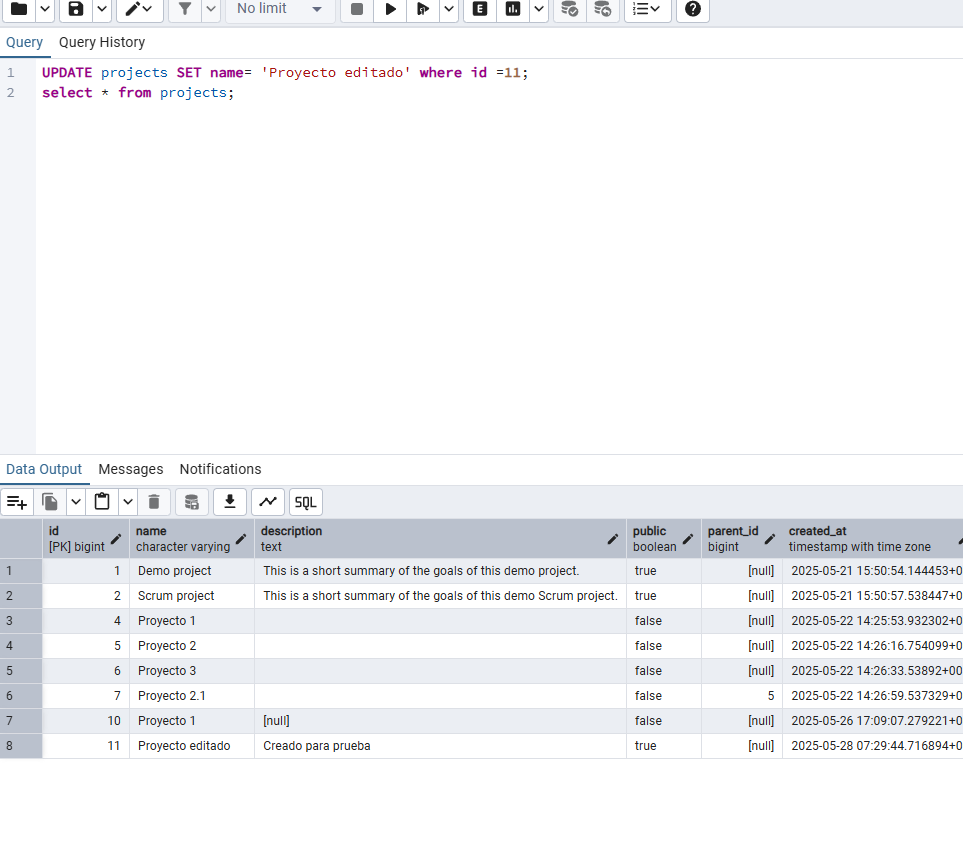 No limit
E
Query Query History
1 UPDATE projects SET name= 'Proyecto editado' where id =11;
2 select * from projects;
Data Output Messages Notifications
SQL
id name description public parent_id created_at
[PK] bigint character varying text boolean bigint timestamp with time zone
1 1 Demo project This is a short summary of the goals of this demo project. true [null] 2025-05-21 15:50:54.144453+0
2 2 Scrum project This is a short summary of the goals of this demo Scrum project. true [null] 2025-05-21 15:50:57.538447+0
3 4 Proyecto 1 false [null] 2025-05-22 14:25:53.932302+0
4 5 Proyecto 2 false [null] 2025-05-22 14:26:16.754099+0
5 6 Proyecto 3 false [null] 2025-05-22 14:26:33.53892+00
6 7 Proyecto 2.1 false 5 2025-05-22 14:26:59.537329+0
7 10 Proyecto 1 [null] false [null] 2025-05-26 17:09:07.279221+0
8 11 Proyecto editado Creado para prueba true [null] 2025-05-28 07:29:44.716894+0